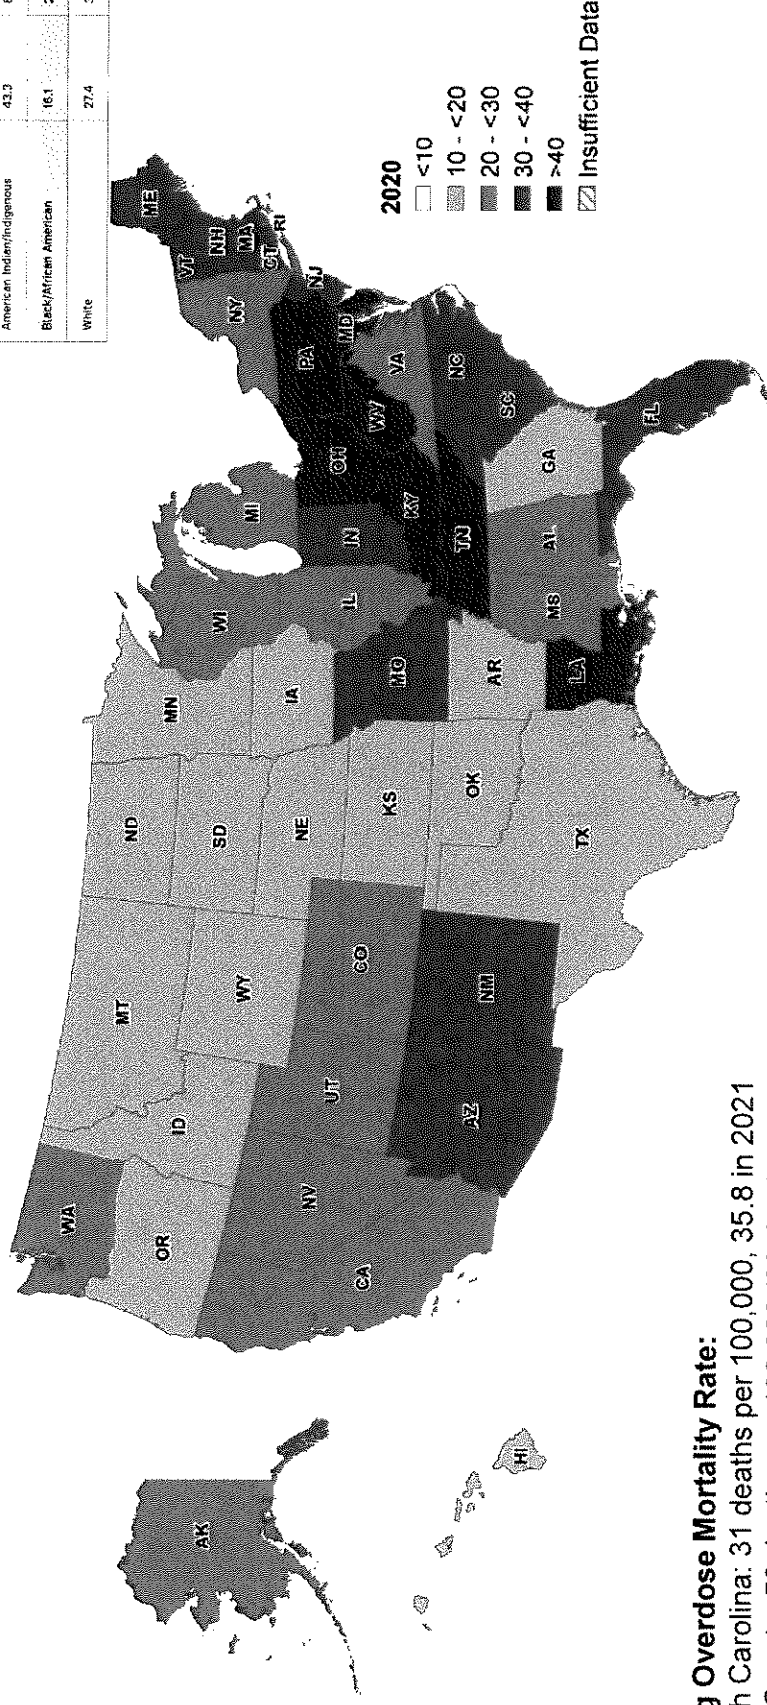 American Indian/Indigenous 43.3
Black/African American 16.1
White 27.4
WA
MT
ND
MN
ME
OR
ID
SD
WI
VT
NH
WY
MI
NY
MA
CT
RI
NV
UT
NE
IA
PA
NJ
CA
CO
KS
IL
IN
OH
MD
MO
KY
WV
VA
AZ
NM
OK
AR
TN
NC
SC
TX
LA
MS
AL
GA
FL
AK
HI
2020
<10
10 - <20
20 - <30
30 - <40
>40
Insufficient Data
g Overdose Mortality Rate:
h Carolina: 31 deaths per 100,000, 35.8 in 2021